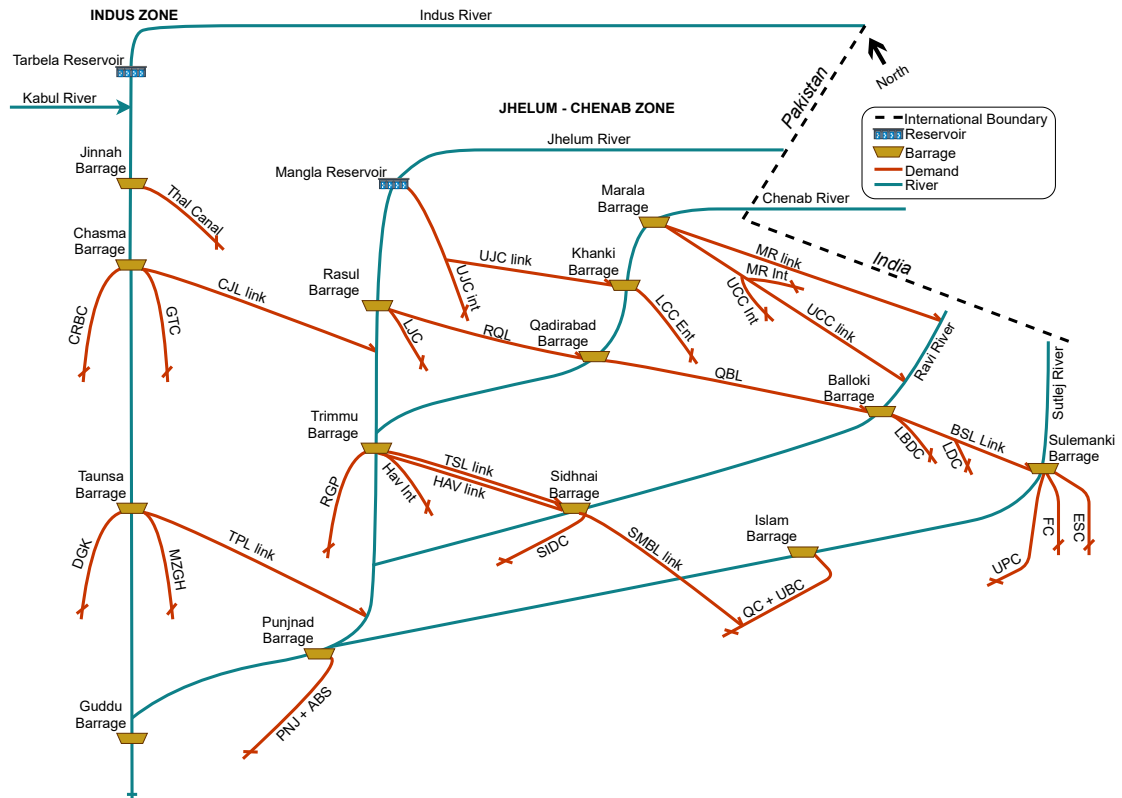 INDUS ZONE
Indus River
Tarbela Reservoir
Kabul River
North
Pakistan
JHELUM - CHENAB ZONE
International Boundary
Reservoir
Barrage
Demand
River
Jhelum River
Jinnah
Barrage
Mangla Reservoir
Marala
Barrage
Chenab River
Thal Canal
Chasma
Barrage
UJC link
Khanki
Barrage
MR link
MR Int
India
Rasul
Barrage
CJL link
UJC int
UCC Int
UCC link
CRBC
GTC
LJC
RQL
Qadirabad
Barrage
LCC Ent
Ravi River
Sutlej River
QBL
Balloki
Barrage
Trimmu
Barrage
LBDC
BSL Link
LDC
Sulemanki
Barrage
TSL link
HAV link
Hav Int
RGP
Sidhnai
Barrage
Taunsa
Barrage
Islam
Barrage
FC
ESC
DGK
MZGH
TPL link
SIDC
SMBL link
UPC
QC + UBC
Punjnad
Barrage
PNJ + ABS
Guddu
Barrage